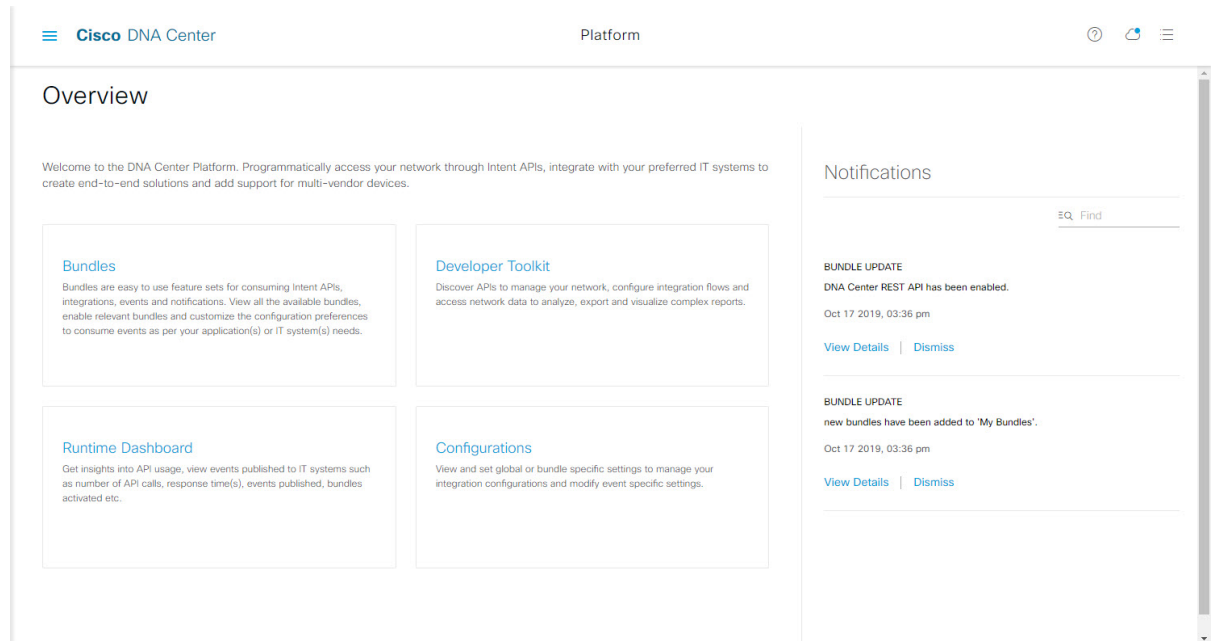 Cisco DNA Center
Platform
Overview
Welcome to the DNA Center Platform. Programmatically access your network through Intent APIs, integrate with your preferred IT systems to
create end-to-end solutions and add support for multi-vendor devices.
Bundles
Bundles are easy to use feature sets for consuming Intent APIs,
integrations, events and notifications. View all the available bundles,
enable relevant bundles and customize the configuration preferences
to consume events as per your application(s) or IT system(s) needs.
Developer Toolkit
Discover APIs to manage your network, configure integration flows and
access network data to analyze, export and visualize complex reports.
Runtime Dashboard
Get insights into API usage, view events published to IT systems such
as number of API calls, response time(s), events published, bundles
activated etc.
Configurations
View and set global or bundle specific settings to manage your
integration configurations and modify event specific settings.
Notifications
Find
BUNDLE UPDATE
DNA Center REST API has been enabled.
Oct 17 2019, 03:36 pm
View Details | Dismiss
BUNDLE UPDATE
new bundles have been added to 'My Bundles'.
Oct 17 2019, 03:36 pm
View Details | Dismiss